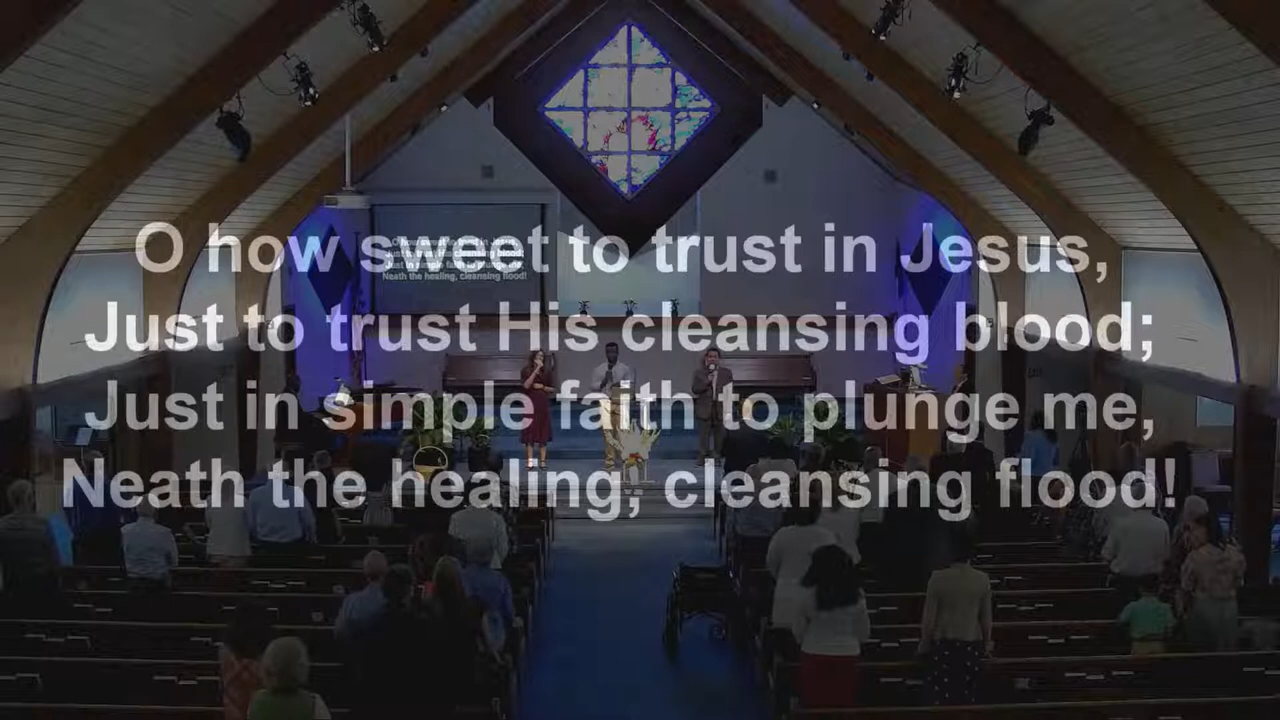 O how sweet to trust in Jesus,
Just to trust His cleansing blood;
Just in simple faith to plunge me,
Neath the healing, cleansing flood!